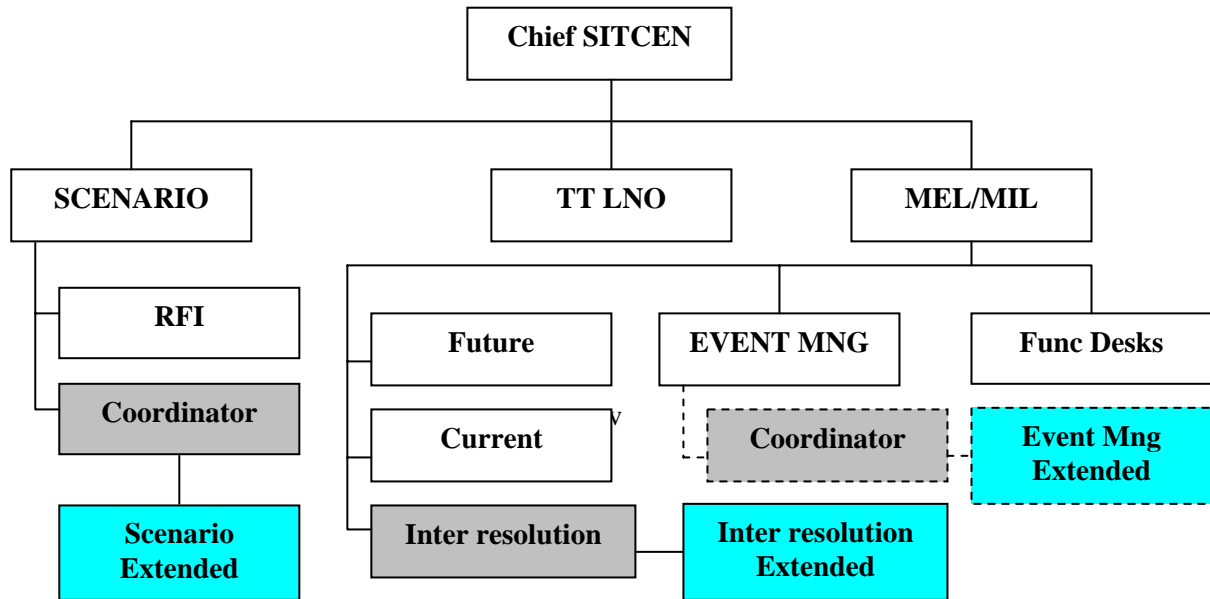 Chief SITCEN
SCENARIO
TT LNO
MEL/MIL
RFI
Future
EVENT MNG
Func Desks
Coordinator
Current
v
Coordinator
Event Mng
Extended
Scenario
Extended
Inter resolution
Inter resolution
Extended